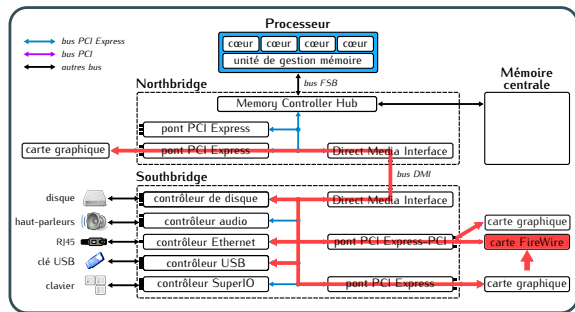 Processeur
bus PCI Express
bus PCI
autres bus
cœur cœur cœur cœur
unité de gestion mémoire
bus FSB
Northbridge
Mémoire
centrale
Memory Controller Hub
pont PCI Express
carte graphique
pont PCI Express
Direct Media Interface
Southbridge
bus DMI
disque
contrôleur de disque
Direct Media Interface
haut-parleurs
contrôleur audio
carte graphique
RJ45
contrôleur Ethernet
pont PCI Express-PCI
carte FireWire
clé USB
contrôleur USB
clavier
contrôleur SuperIO
pont PCI Express
carte graphique